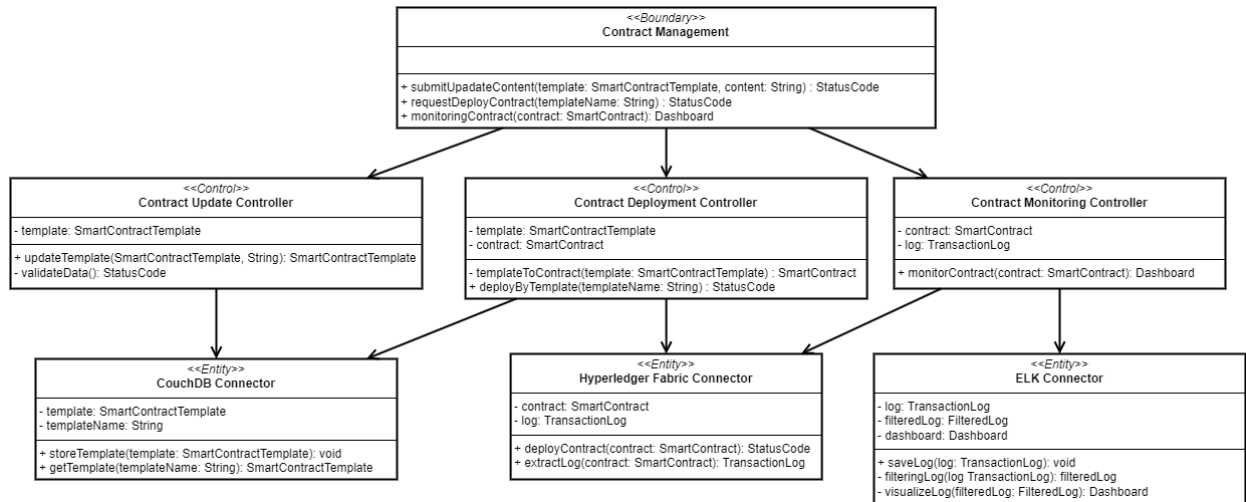 <<Boundary>>
Contract Management
+ submitUpadateContent(template: SmartContractTemplate, content: String) : StatusCode
+ requestDeployContract(templateName: String) : StatusCode
+ monitoringContract(contract: SmartContract): Dashboard
<<Control>>
Contract Update Controller
- template: SmartContractTemplate
+ updateTemplate(SmartContractTemplate, String): SmartContractTemplate
- validateData(): StatusCode
<<Control>>
Contract Deployment Controller
- template: SmartContractTemplate
- contract: SmartContract
- templateToContract(template: SmartContractTemplate) : SmartContract
+ deployByTemplate(templateName: String) : StatusCode
<<Control>>
Contract Monitoring Controller
- contract: SmartContract
- log: TransactionLog
+ monitorContract(contract: SmartContract): Dashboard
<<Entity>>
CouchDB Connector
- template: SmartContractTemplate
- templateName: String
+ storeTemplate(template: SmartContractTemplate): void
+ getTemplate(templateName: String): SmartContractTemplate
<<Entity>>
Hyperledger Fabric Connector
- contract: SmartContract
- log: TransactionLog
+ deployContract(contract: SmartContract): StatusCode
+ extractLog(contract: SmartContract): TransactionLog
<<Entity>>
ELK Connector
- log: TransactionLog
- filteredLog: FilteredLog
- dashboard: Dashboard
+ saveLog(log: TransactionLog): void
- filteringLog(log TransactionLog): filteredLog
- visualizeLog(filteredLog: FilteredLog): Dashboard